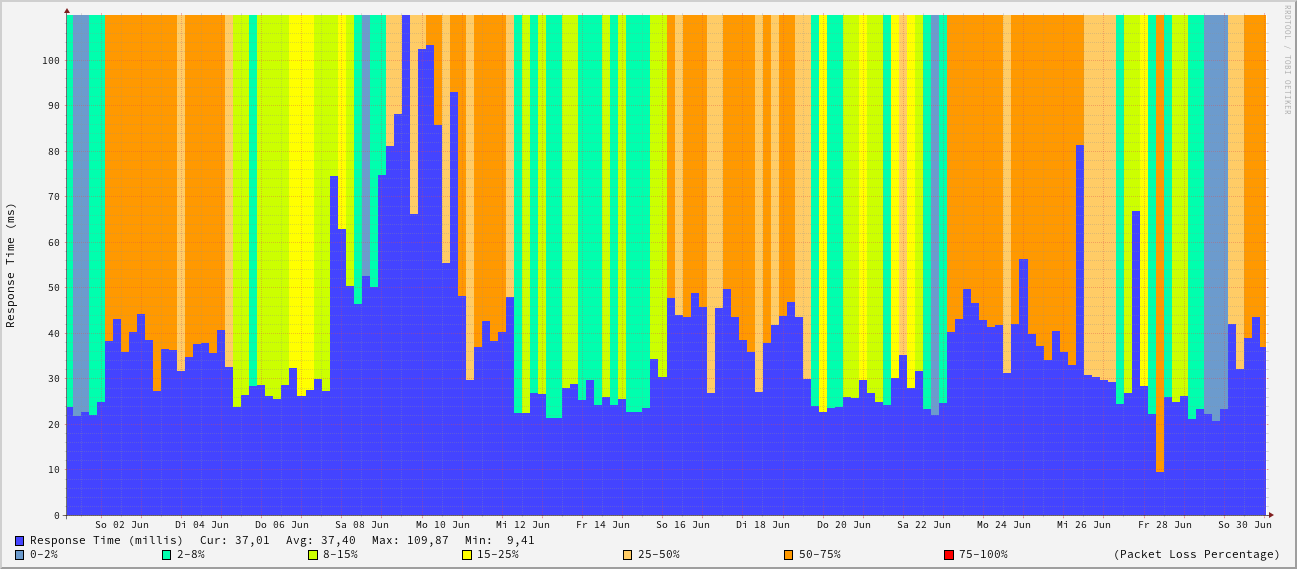 RRDTOOL / TOBI OETIKER
Response Time (ms)
100
90
80
70
60
50
40
30
20
10
0
So 02 Jun Di 04 Jun Do 06 Jun Sa 08 Jun Mo 10 Jun Mi 12 Jun Fr 14 Jun So 16 Jun Di 18 Jun Do 20 Jun Sa 22 Jun Mo 24 Jun Mi 26 Jun Fr 28 Jun So 30 Jun
Response Time (millis) Cur: 37,01 Avg: 37,40 Max: 109,87 Min: 9,41
0-2% 2-8% 8-15% 15-25% 25-50% 50-75% 75-100% (Packet Loss Percentage)